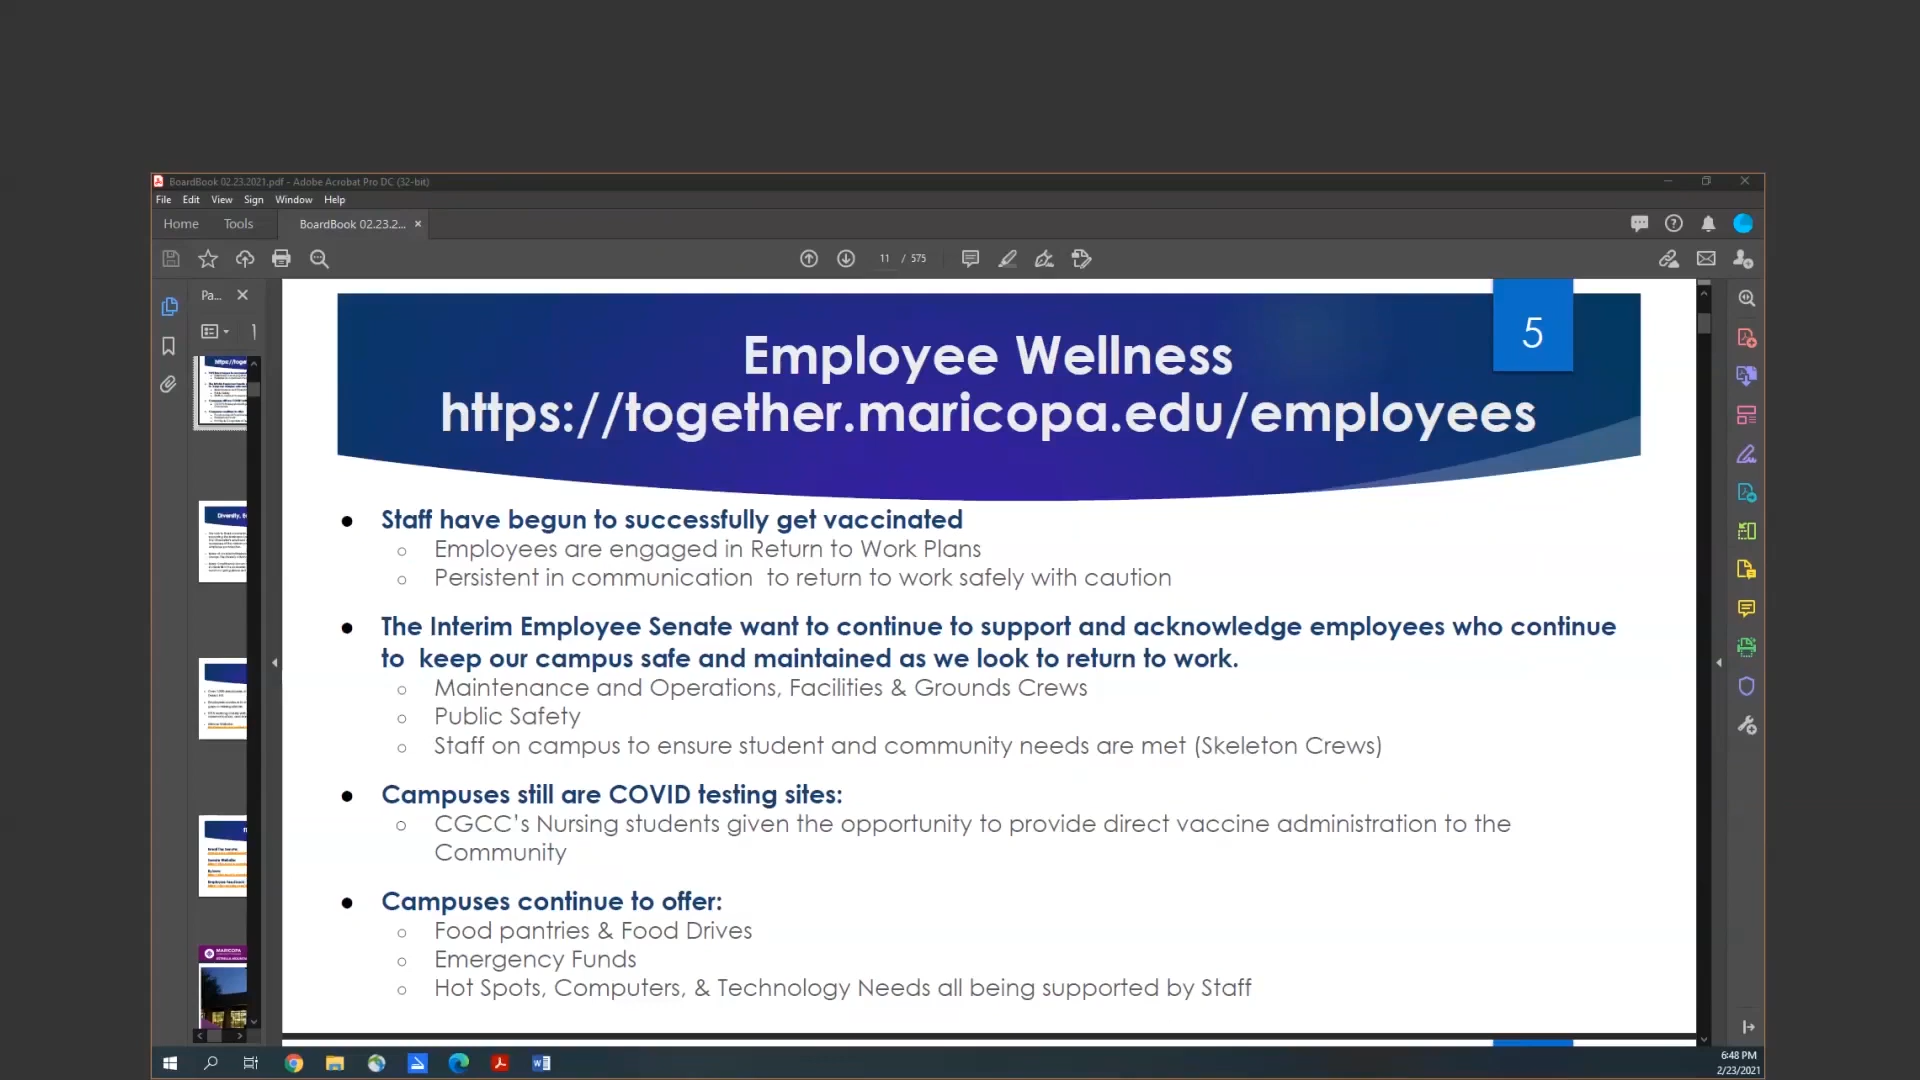 BoardBook 02.23.2021.pdf - Adobe Acrobat Pro DC (32-bit)
File Edit View Sign Window Help
Home Tools BoardBook 02.23.2... ×
11 / 575
Pa...
5
Employee Wellness
https://together.maricopa.edu/employees
● Staff have begun to successfully get vaccinated
○ Employees are engaged in Return to Work Plans
○ Persistent in communication to return to work safely with caution
● The Interim Employee Senate want to continue to support and acknowledge employees who continue
to keep our campus safe and maintained as we look to return to work.
○ Maintenance and Operations, Facilities & Grounds Crews
○ Public Safety
○ Staff on campus to ensure student and community needs are met (Skeleton Crews)
● Campuses still are COVID testing sites:
○ CGCC's Nursing students given the opportunity to provide direct vaccine administration to the
Community
● Campuses continue to offer:
○ Food pantries & Food Drives
○ Emergency Funds
○ Hot Spots, Computers, & Technology Needs all being supported by Staff
MARICOPA
6:48 PM
2/23/2021